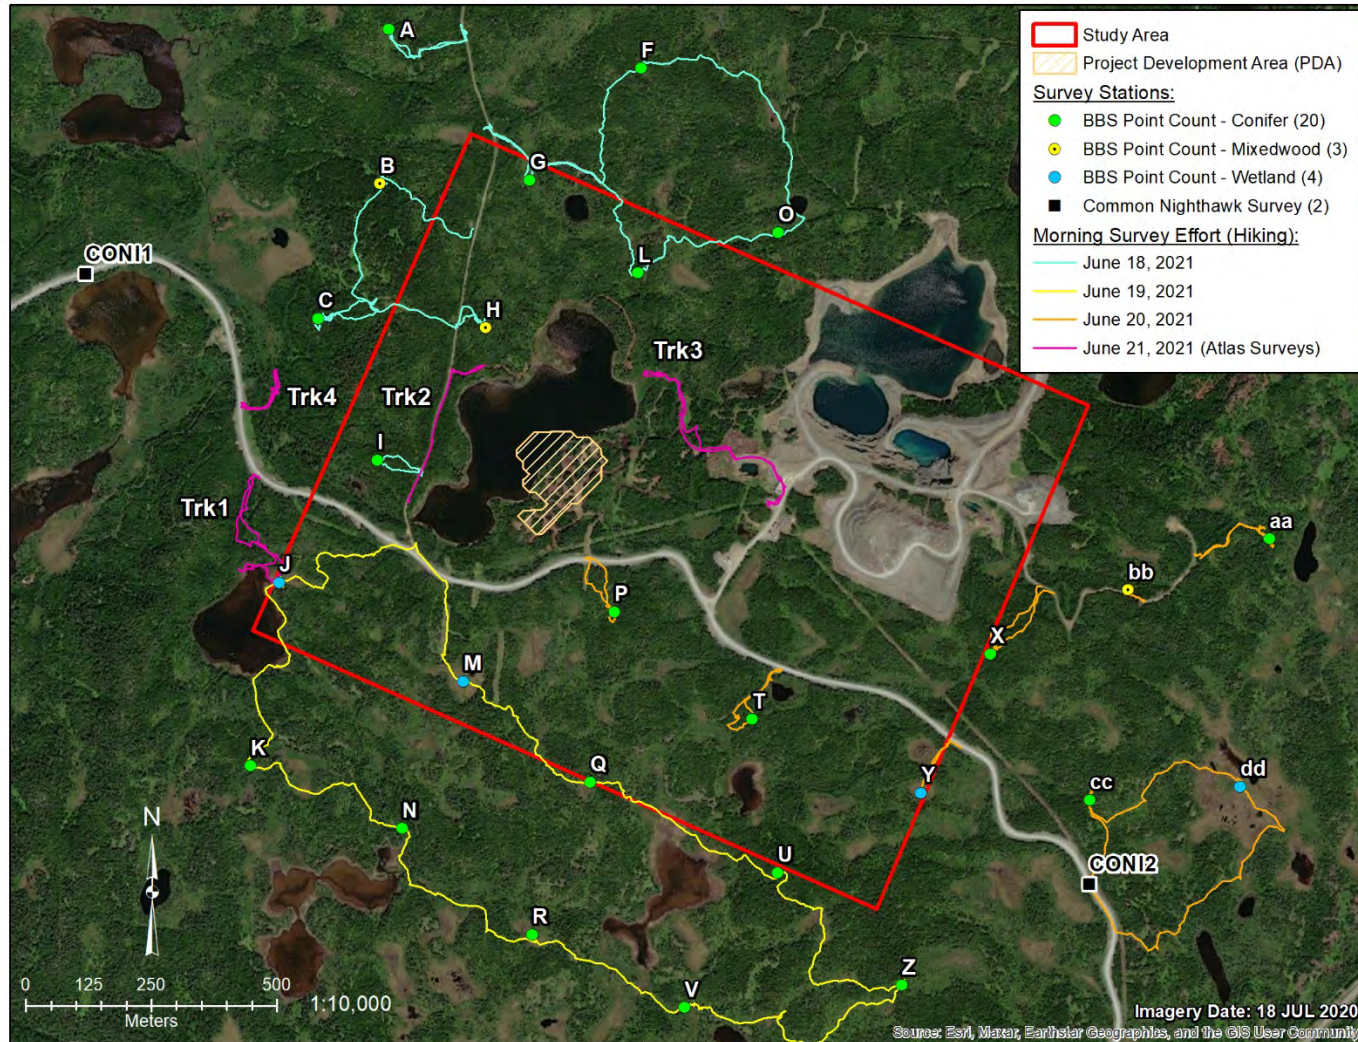 A
F
B
G
O
L
CONI1
C
H
Trk3
Trk4
Trk2
I
Trk1
J
P
aa
bb
X
M
T
K
Q
Y
cc
dd
N
U
CONI2
R
Z
V
Study Area
Project Development Area (PDA)
Survey Stations:
BBS Point Count - Conifer (20)
BBS Point Count - Mixedwood (3)
BBS Point Count - Wetland (4)
Common Nighthawk Survey (2)
Morning Survey Effort (Hiking):
June 18, 2021
June 19, 2021
June 20, 2021
June 21, 2021 (Atlas Surveys)
N
0 125 250 500
Meters
1:10,000
Imagery Date: 18 JUL 2020
Source: Esri, Maxar, Earthstar Geographics, and the GIS User Community